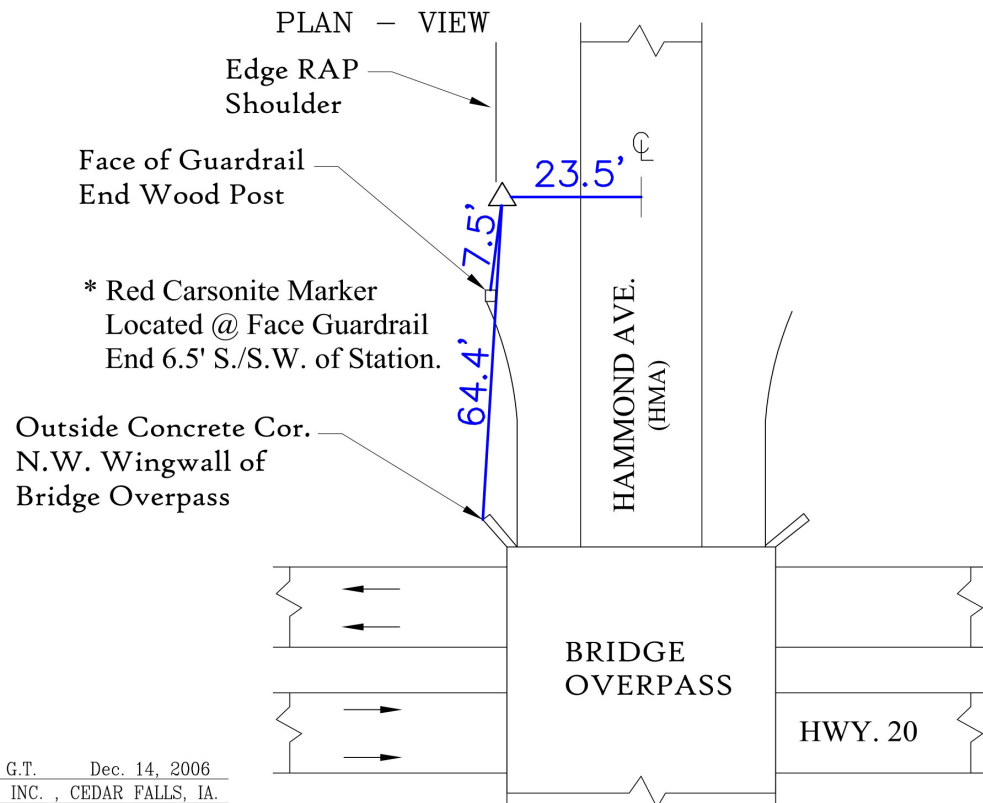 PLAN - VIEW
Edge RAP
Shoulder
℄
23.5'
Face of Guardrail
End Wood Post
7.5'
* Red Carsonite Marker
Located @ Face Guardrail
End 6.5' S./S.W. of Station.
64.4'
HAMMOND AVE.
(HMA)
Outside Concrete Cor.
N.W. Wingwall of
Bridge Overpass
BRIDGE
OVERPASS
HWY. 20
G.T. Dec. 14, 2006
INC. , CEDAR FALLS, IA.